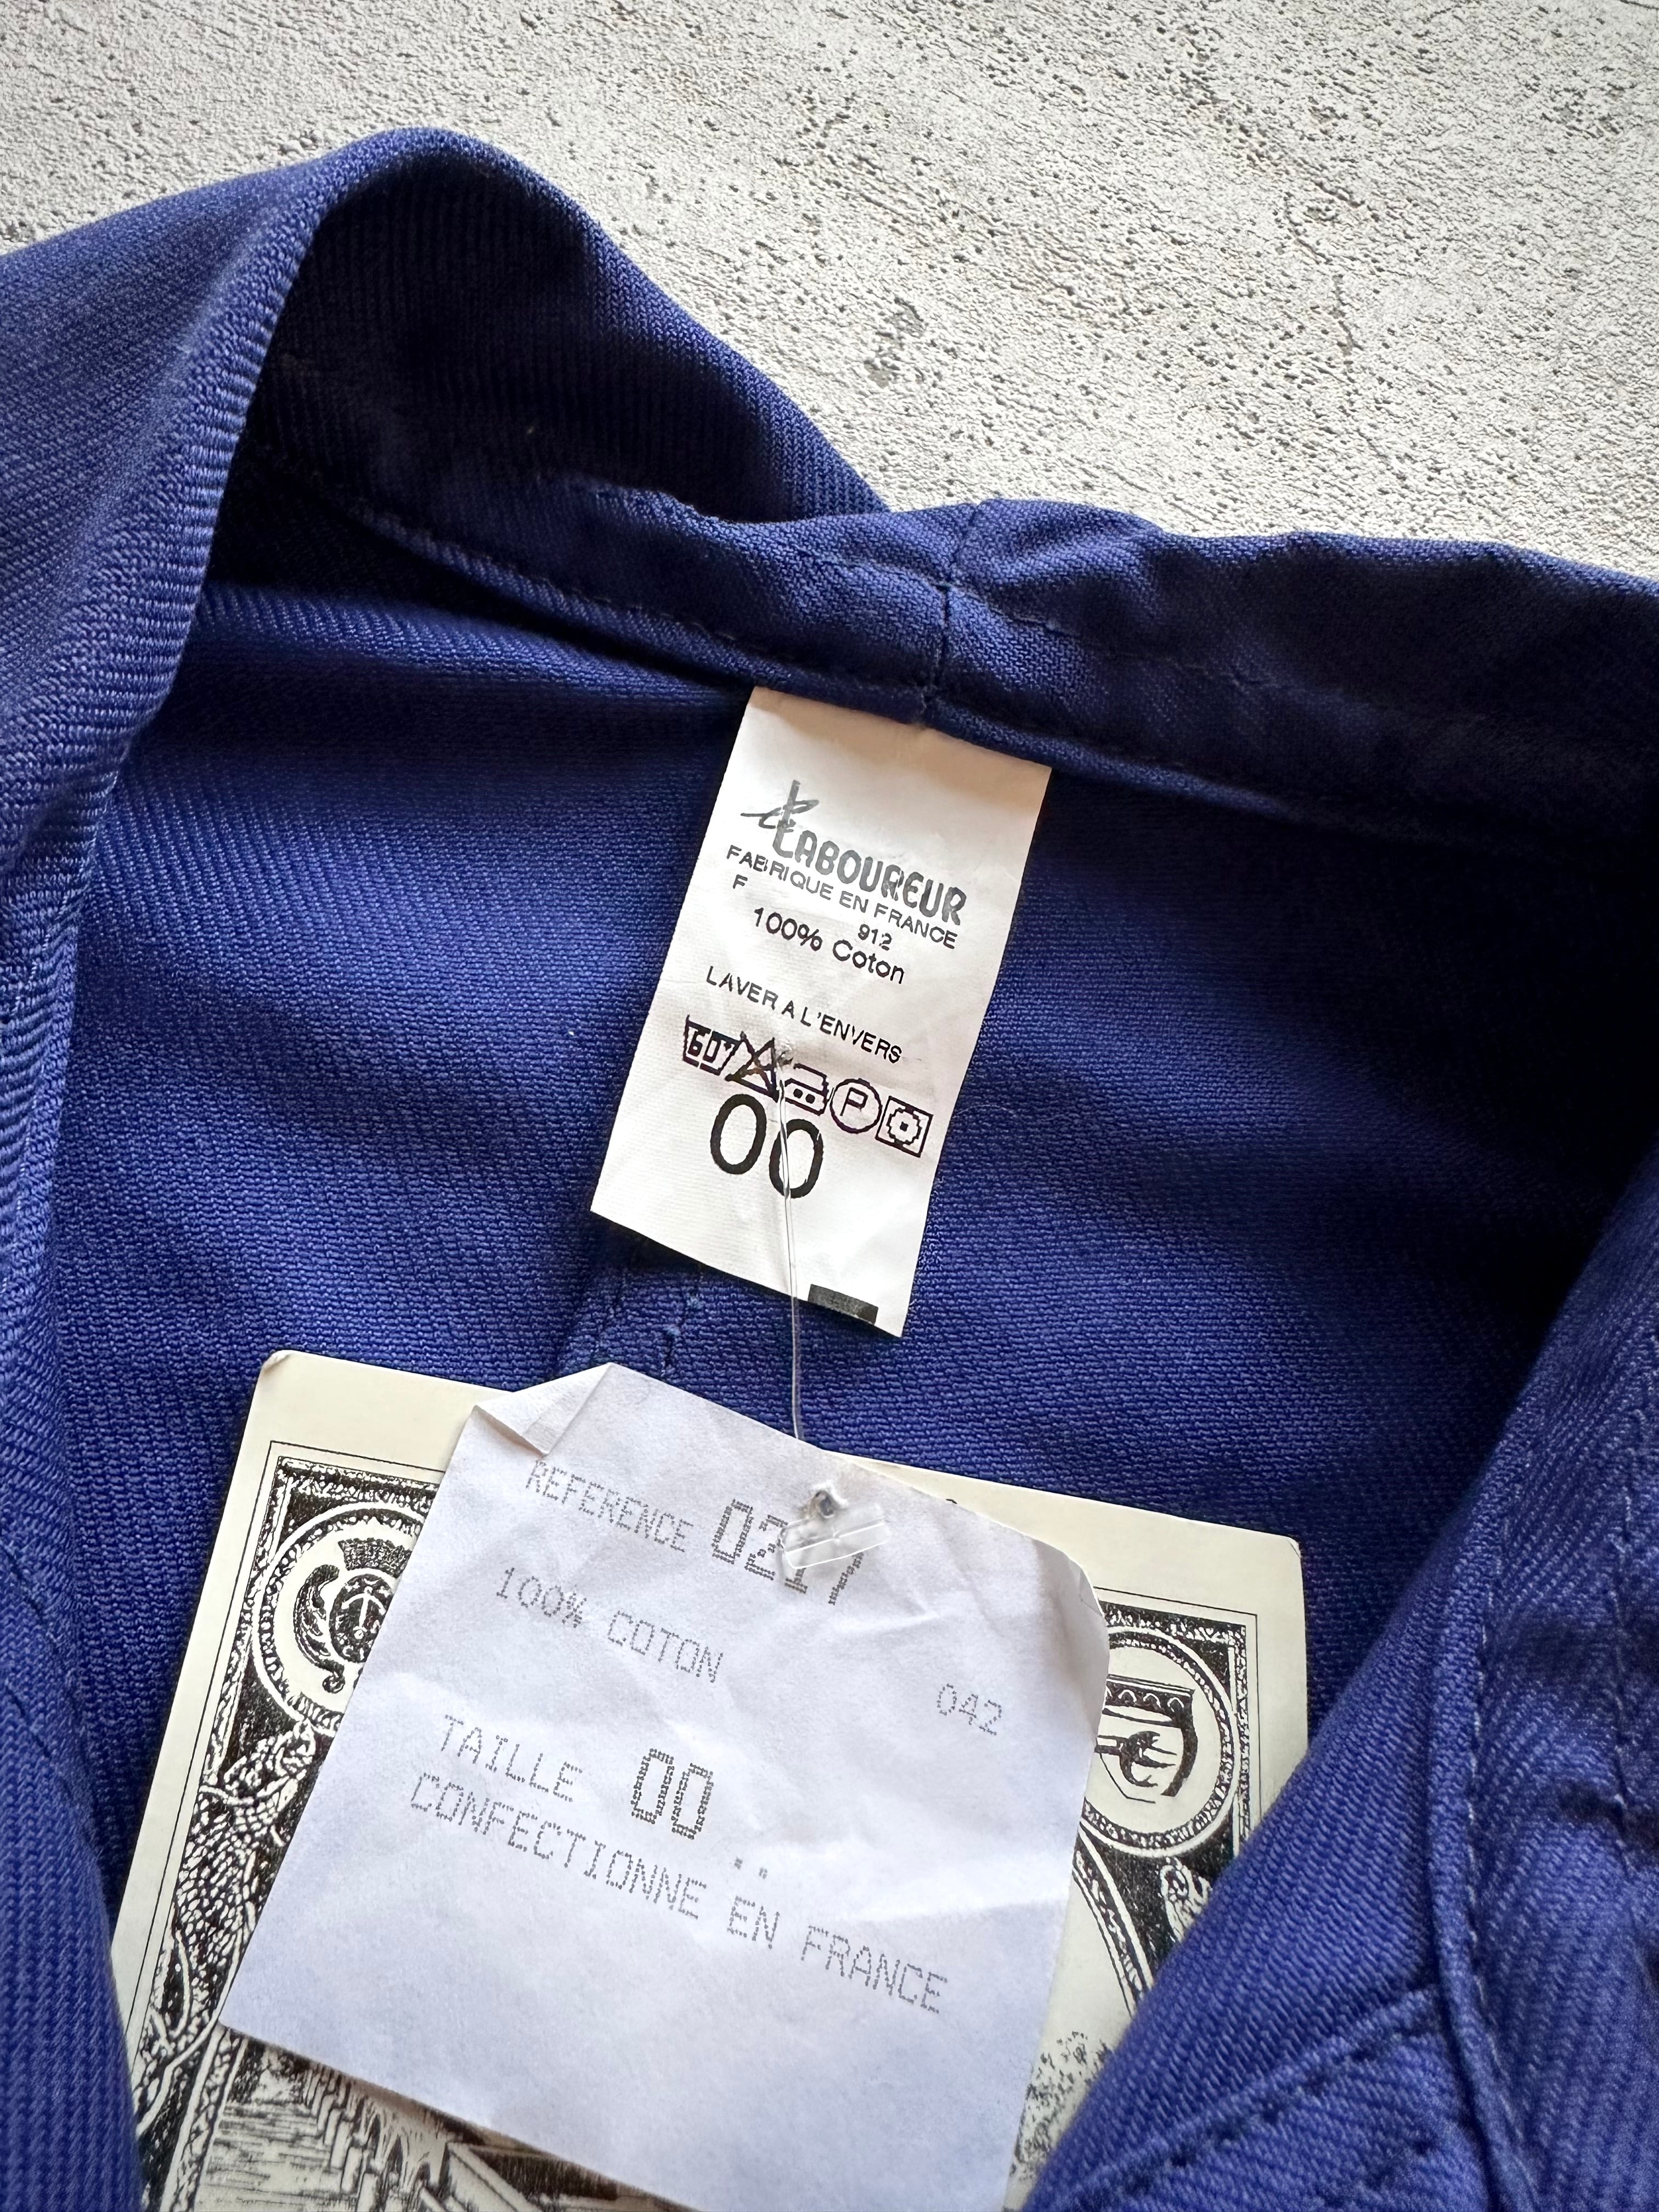 le LABOUREUR
FABRIQUE EN FRANCE
F 912
100% Coton
LAVER A L'ENVERS
60° P
00
REFERENCE
100% COTON
042
TAILLE 00 ..
CONFECTIONNE EN FRANCE